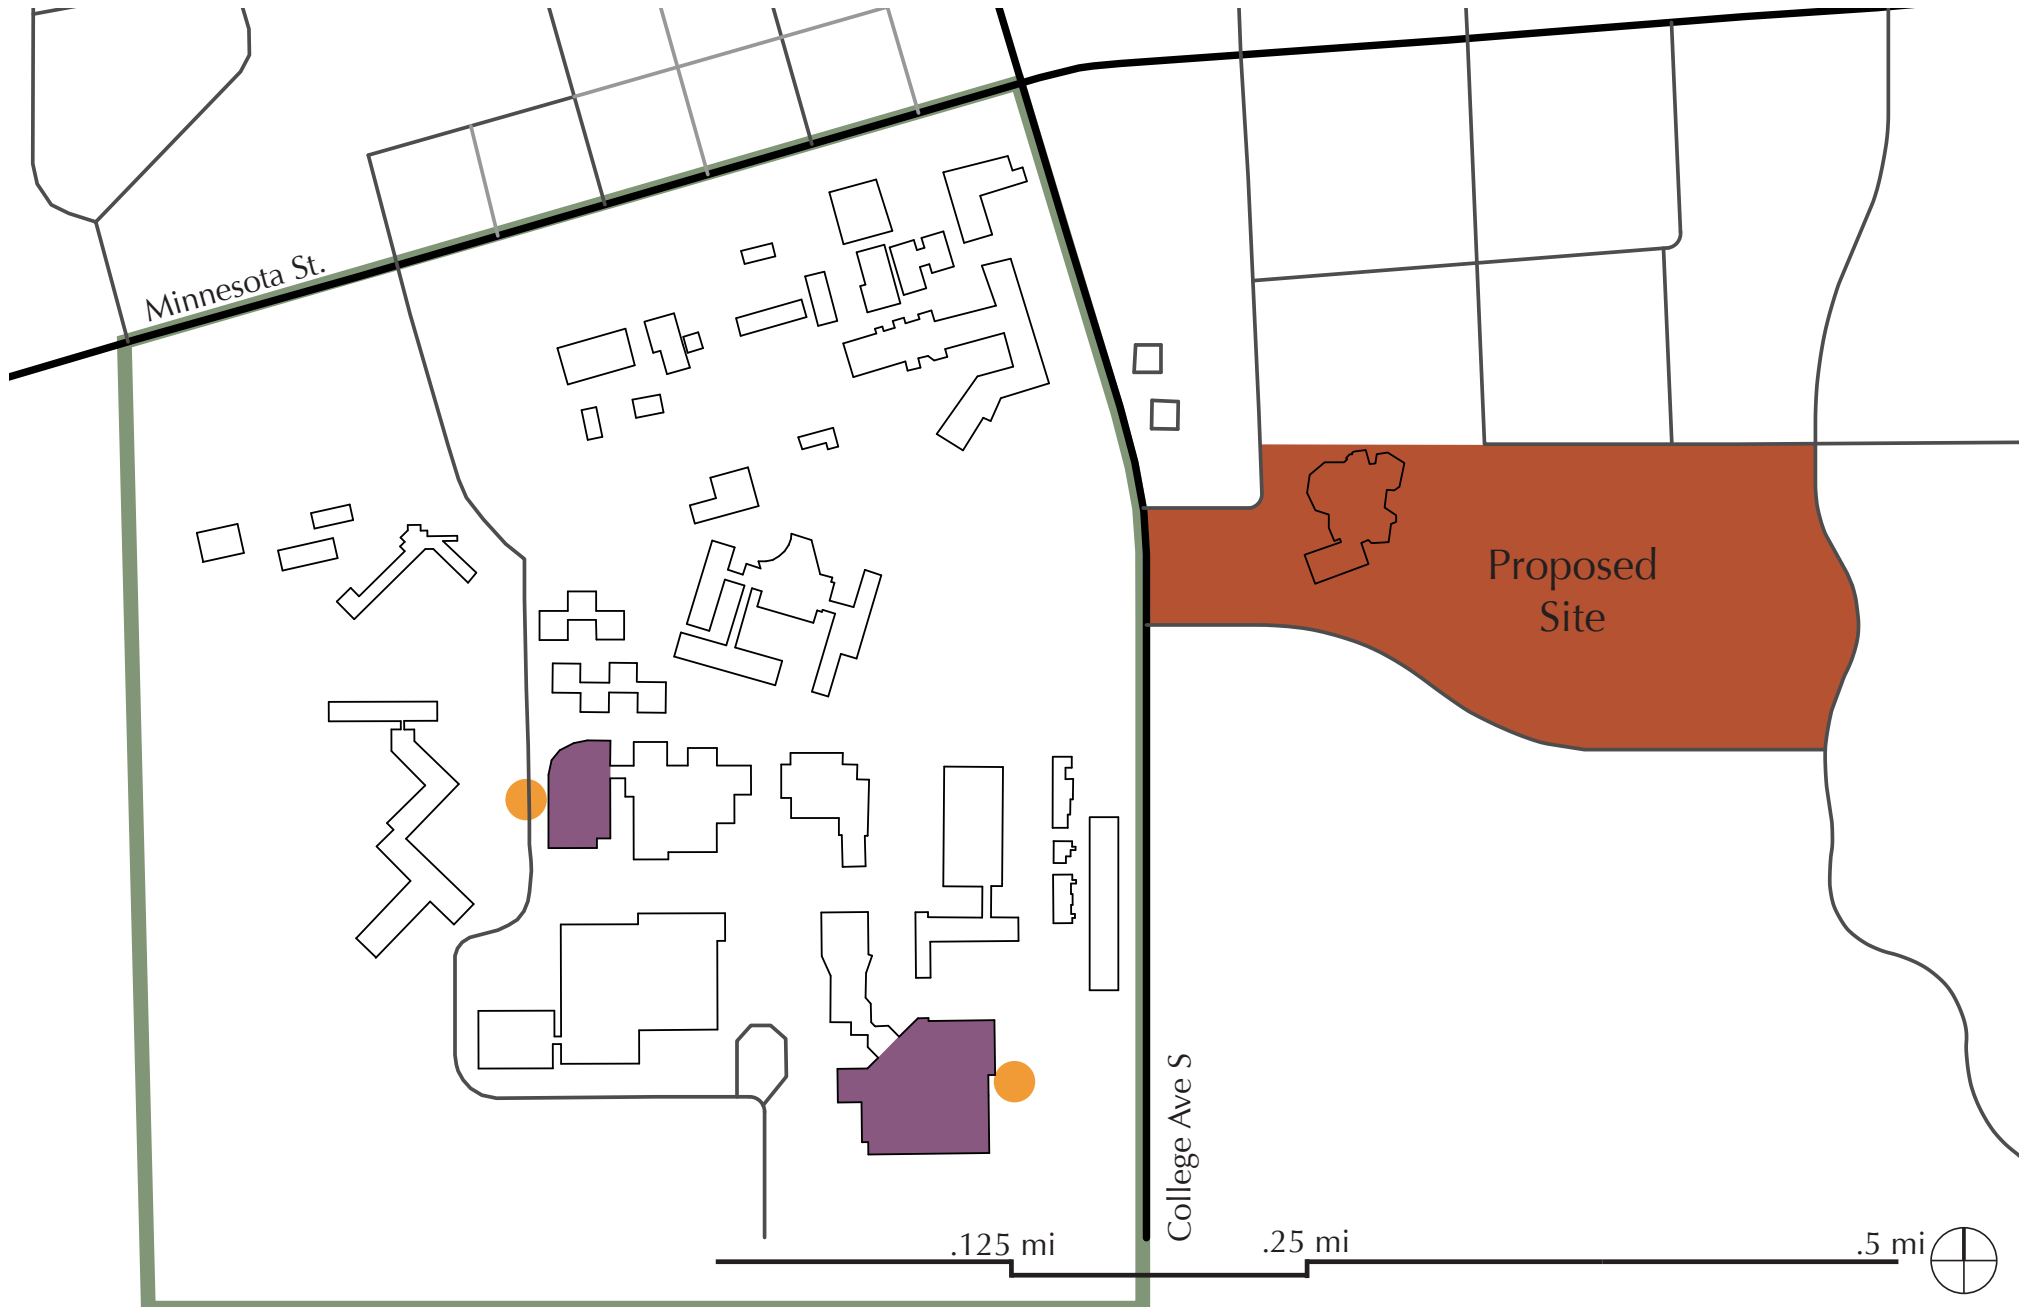 Minnesota St.
Proposed
Site
College Ave S
.125 mi
.25 mi
.5 mi